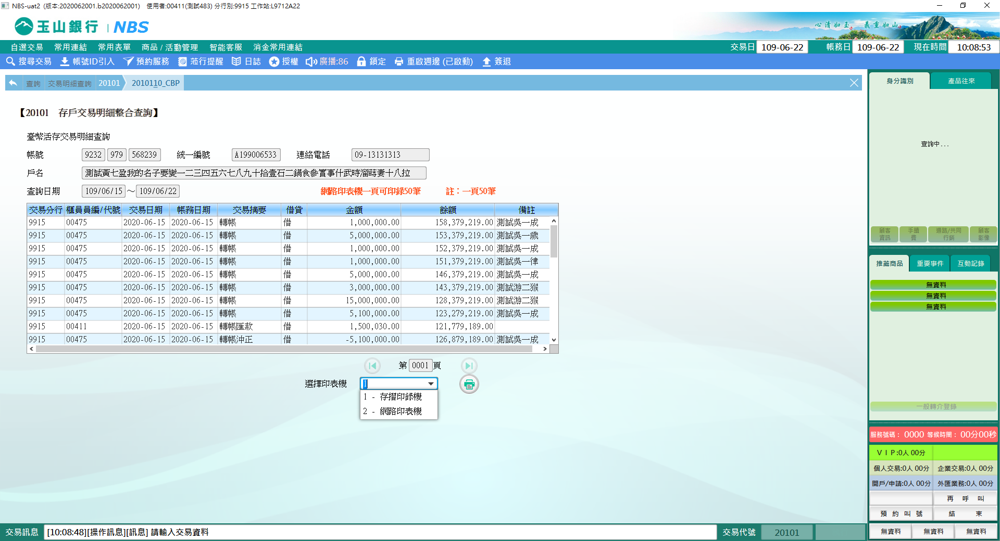 NBS-uat2 (版本:2020062001.b2020062001) 使用者:00411(測試483) 分行別:9915 工作站:L9712A22
玉山銀行 | NBS
心清如玉。 義重如山。
自選交易 常用連結 常用表單 商品 / 活動管理 智能客服 消金常用連結 交易日 109-06-22 帳務日 109-06-22 現在時間 10:08:53
搜尋交易 帳號ID引入 預約服務 蒞行提醒 日誌 授權 廣播:86 鎖定 重啟週邊 (已啟動) 簽退
查詢 交易明細查詢 20101 2010110_CBP
【20101 存戶交易明細整合查詢】
臺幣活存交易明細查詢
帳號 9232 979 568239 統一編號 A199006533 連絡電話 09-13131313
戶名 測試黃七盈我的名子要變一二三四五六七八九十拾壹石二鍋食參實事什武時溜蒔妻十八拉
查詢日期 109/06/15 ~ 109/06/22 網路印表機一頁可印錄50筆 註：一頁50筆
交易分行 櫃員員編/代號 交易日期 帳務日期 交易摘要 借貸 金額 餘額 備註
9915 00475 2020-06-15 2020-06-15 轉帳 借 1,000,000.00 158,379,219.00 測試吳一成
9915 00475 2020-06-15 2020-06-15 轉帳 借 5,000,000.00 153,379,219.00 測試吳一歲
9915 00475 2020-06-15 2020-06-15 轉帳 借 1,000,000.00 152,379,219.00 測試吳一成
9915 00475 2020-06-15 2020-06-15 轉帳 借 1,000,000.00 151,379,219.00 測試吳一律
9915 00475 2020-06-15 2020-06-15 轉帳 借 5,000,000.00 146,379,219.00 測試吳一成
9915 00475 2020-06-15 2020-06-15 轉帳 借 3,000,000.00 143,379,219.00 測試游二猴
9915 00475 2020-06-15 2020-06-15 轉帳 借 15,000,000.00 128,379,219.00 測試游二猴
9915 00475 2020-06-15 2020-06-15 轉帳 借 5,100,000.00 123,279,219.00 測試吳一成
9915 00411 2020-06-15 2020-06-15 轉帳匯款 借 1,500,030.00 121,779,189.00
9915 00475 2020-06-15 2020-06-15 轉帳沖正 借 -5,100,000.00 126,879,189.00 測試吳一成
第 0001 頁
選擇印表機 1
1 - 存摺印錄機
2 - 網路印表機
身分識別 產品往來
查詢中...
顧客資訊 手續費 通路/共同行銷 顧客影像
推薦商品 重要事件 互動記錄
無資料
無資料
無資料
一般轉介登錄
服務號碼： 0000 等候時間： 00分00秒
ＶＩＰ:0人 00分
個人交易:0人 00分 企業交易:0人 00分
開戶/申請:0人 00分 外匯業務:0人 00分
再 呼 叫
預 約 叫 號 結 束
交易訊息 [10:08:48][操作訊息][訊息] 請輸入交易資料 交易代號 20101 無資料 無資料 無資料